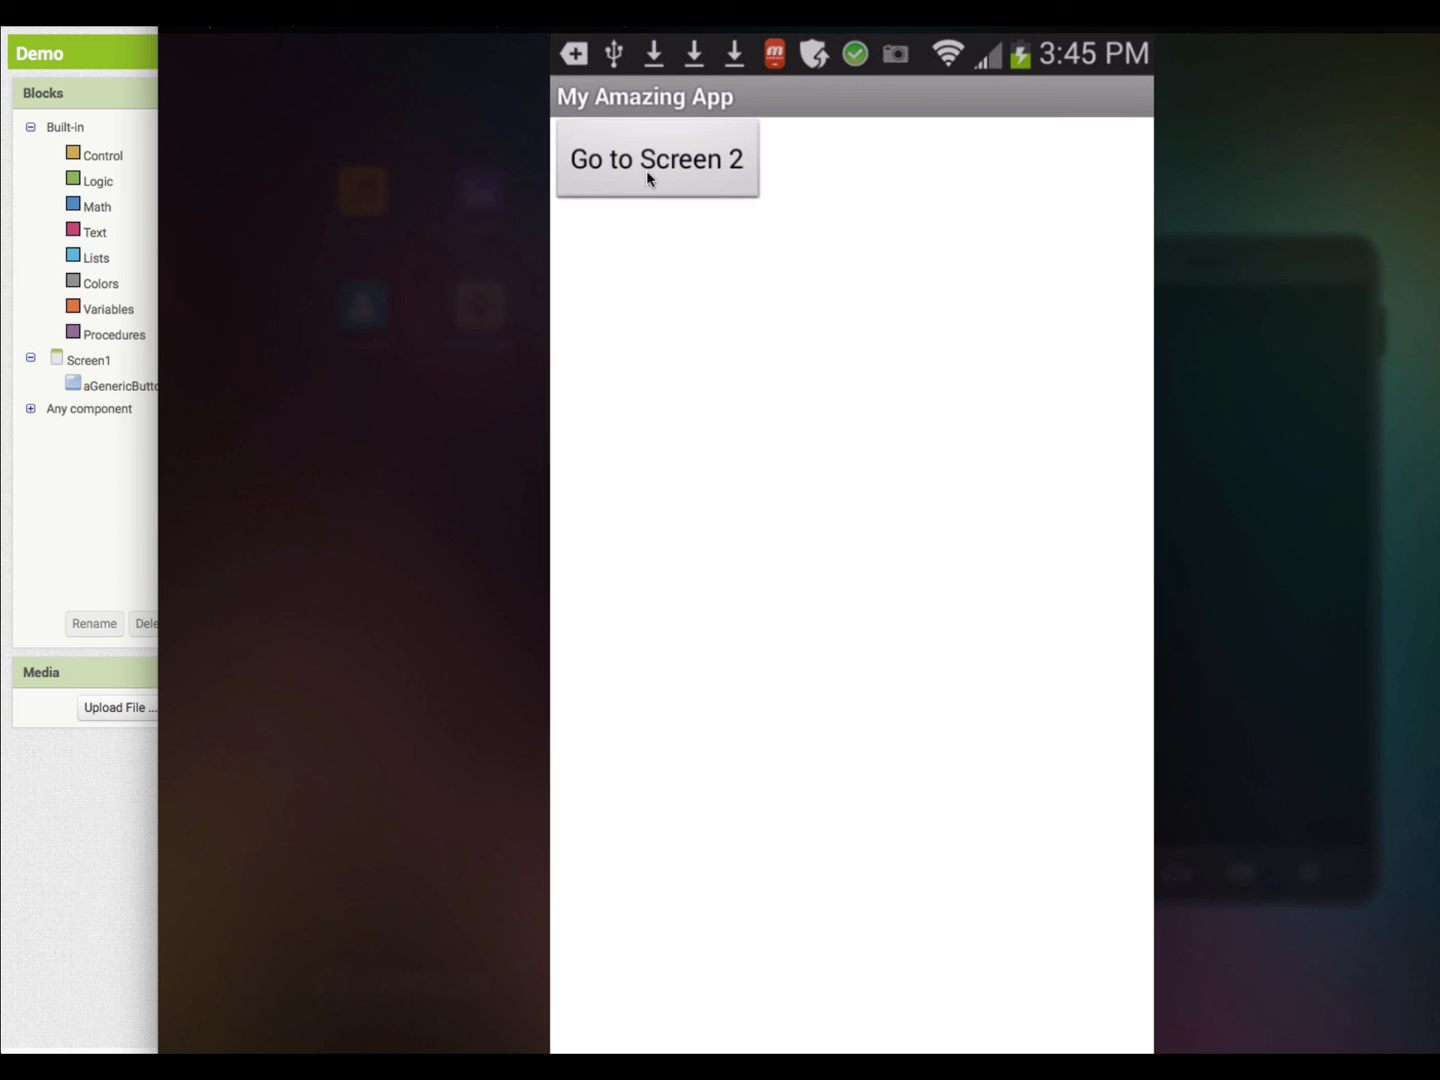 Demo
Blocks
Built-in
Control
Logic
Math
Text
Lists
Colors
Variables
Procedures
Screen1
aGenericButto
Any component
Rename
Dele
Media
Upload File ...
3:45 PM
My Amazing App
Go to Screen 2